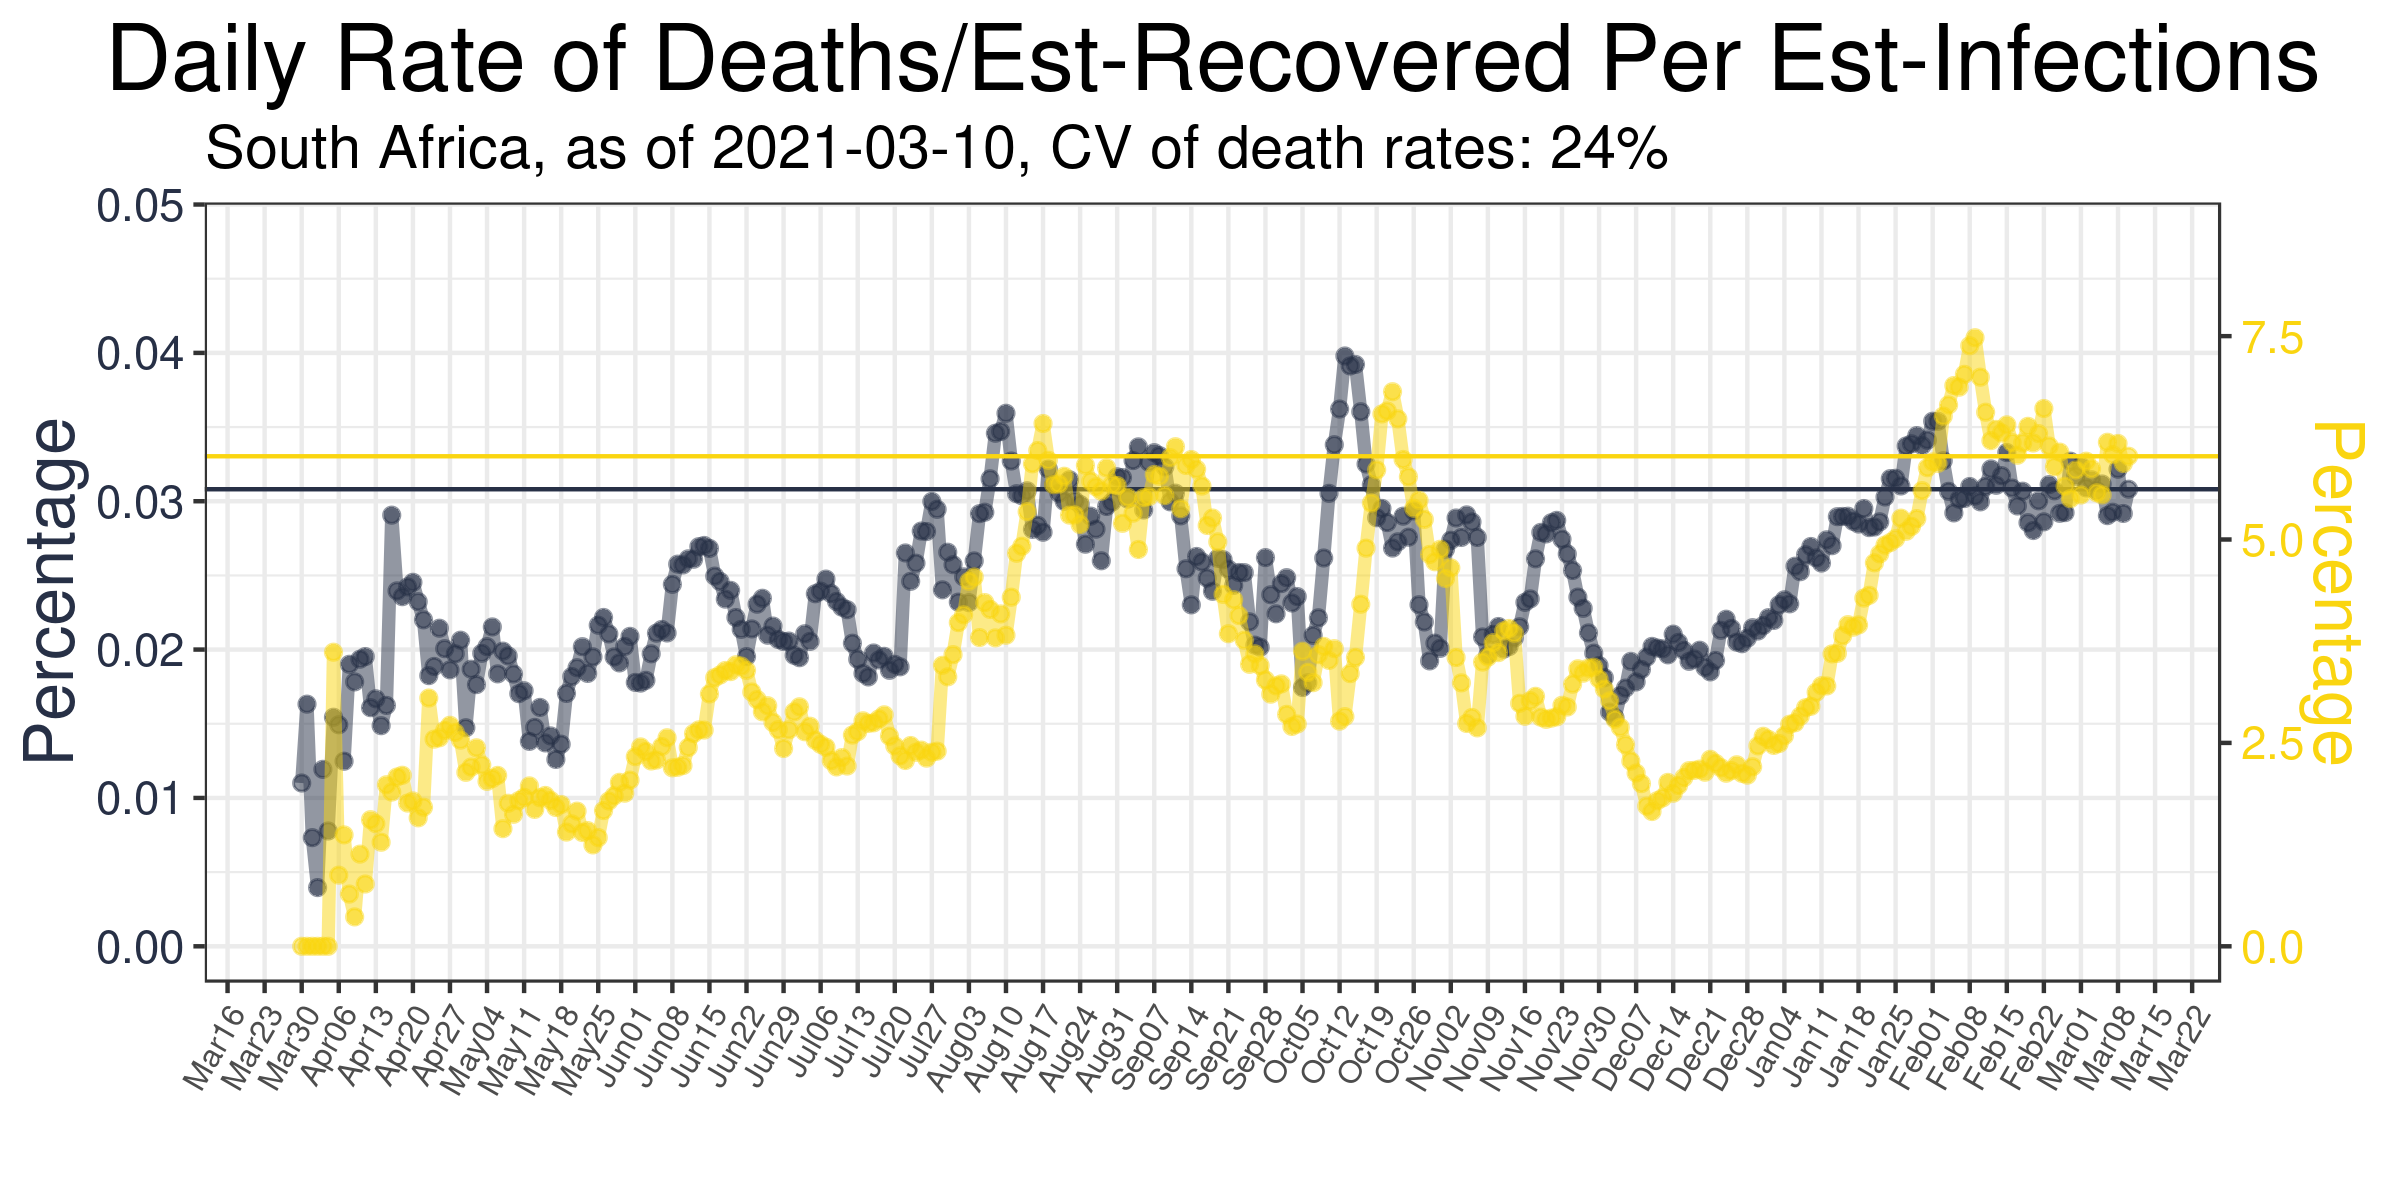 Daily Rate of Deaths/Est-Recovered Per Est-Infections
South Africa, as of 2021-03-10, CV of death rates: 24%
Percentage
0.05
0.04
0.03
0.02
0.01
0.00
7.5
5.0
2.5
0.0
Percentage
Mar16 Mar23 Mar30 Apr06 Apr13 Apr20 Apr27 May04 May11 May18 May25 Jun01 Jun08 Jun15 Jun22 Jun29 Jul06 Jul13 Jul20 Jul27 Aug03 Aug10 Aug17 Aug24 Aug31 Sep07 Sep14 Sep21 Sep28 Oct05 Oct12 Oct19 Oct26 Nov02 Nov09 Nov16 Nov23 Nov30 Dec07 Dec14 Dec21 Dec28 Jan04 Jan11 Jan18 Jan25 Feb01 Feb08 Feb15 Feb22 Mar01 Mar08 Mar15 Mar22